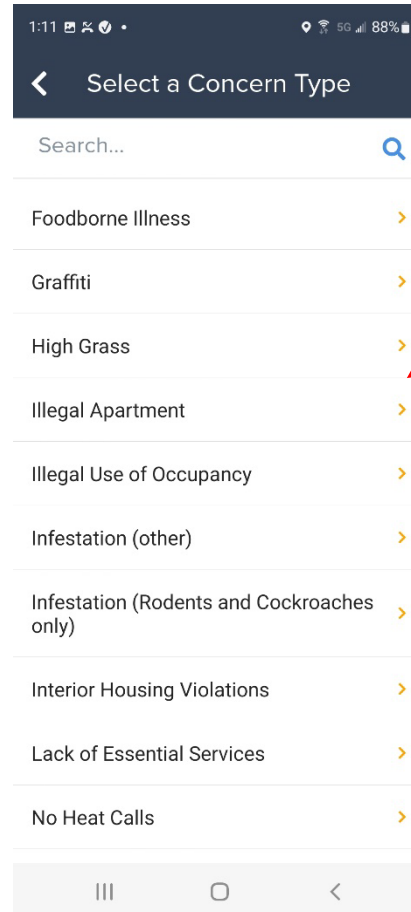 1:11 5G 88%
Select a Concern Type
Search...
Foodborne Illness
Graffiti
High Grass
Illegal Apartment
Illegal Use of Occupancy
Infestation (other)
Infestation (Rodents and Cockroaches
only)
Interior Housing Violations
Lack of Essential Services
No Heat Calls